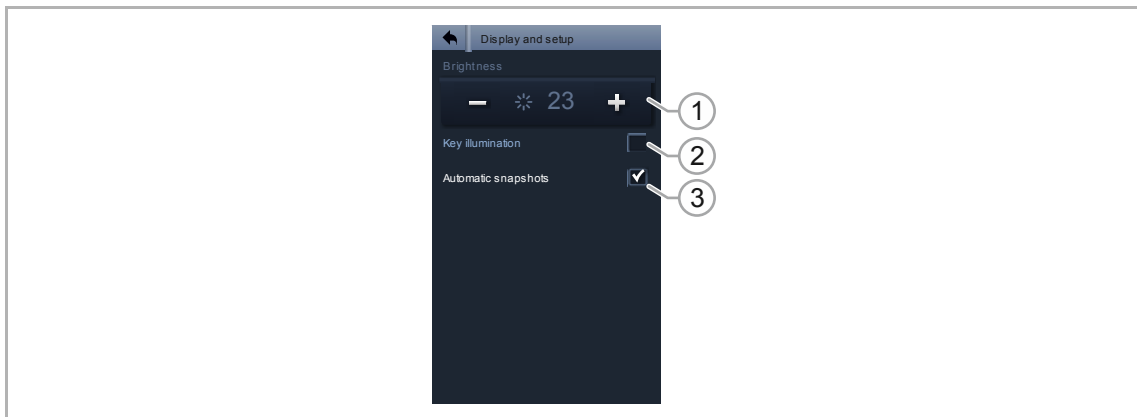 Display and setup
Brightness
23
1
Key illumination
2
Automatic snapshots
3